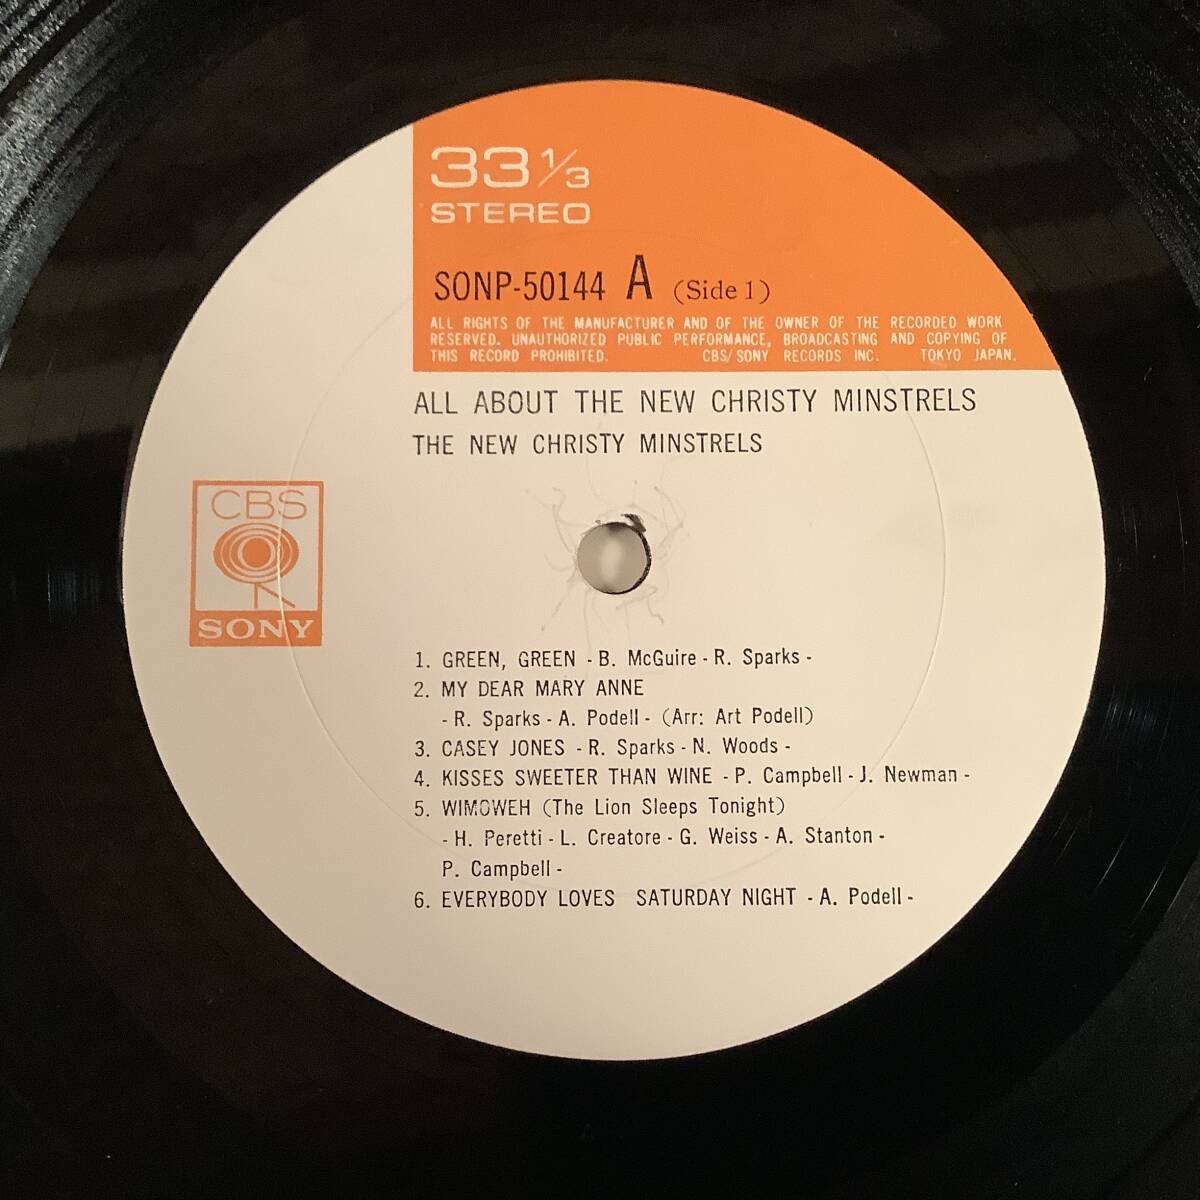 33 1/3
STEREO
SONP-50144 A (Side 1)
ALL RIGHTS OF THE MANUFACTURER AND OF THE OWNER OF THE RECORDED WORK
RESERVED. UNAUTHORIZED PUBLIC PERFORMANCE, BROADCASTING AND COPYING OF
THIS RECORD PROHIBITED. CBS/SONY RECORDS INC. TOKYO JAPAN.
ALL ABOUT THE NEW CHRISTY MINSTRELS
THE NEW CHRISTY MINSTRELS
CBS
SONY
1. GREEN, GREEN - B. McGuire - R. Sparks -
2. MY DEAR MARY ANNE
- R. Sparks - A. Podell - (Arr: Art Podell)
3. CASEY JONES - R. Sparks - N. Woods -
4. KISSES SWEETER THAN WINE - P. Campbell - J. Newman -
5. WIMOWEH (The Lion Sleeps Tonight)
- H. Peretti - L. Creatore - G. Weiss - A. Stanton -
P. Campbell -
6. EVERYBODY LOVES SATURDAY NIGHT - A. Podell -